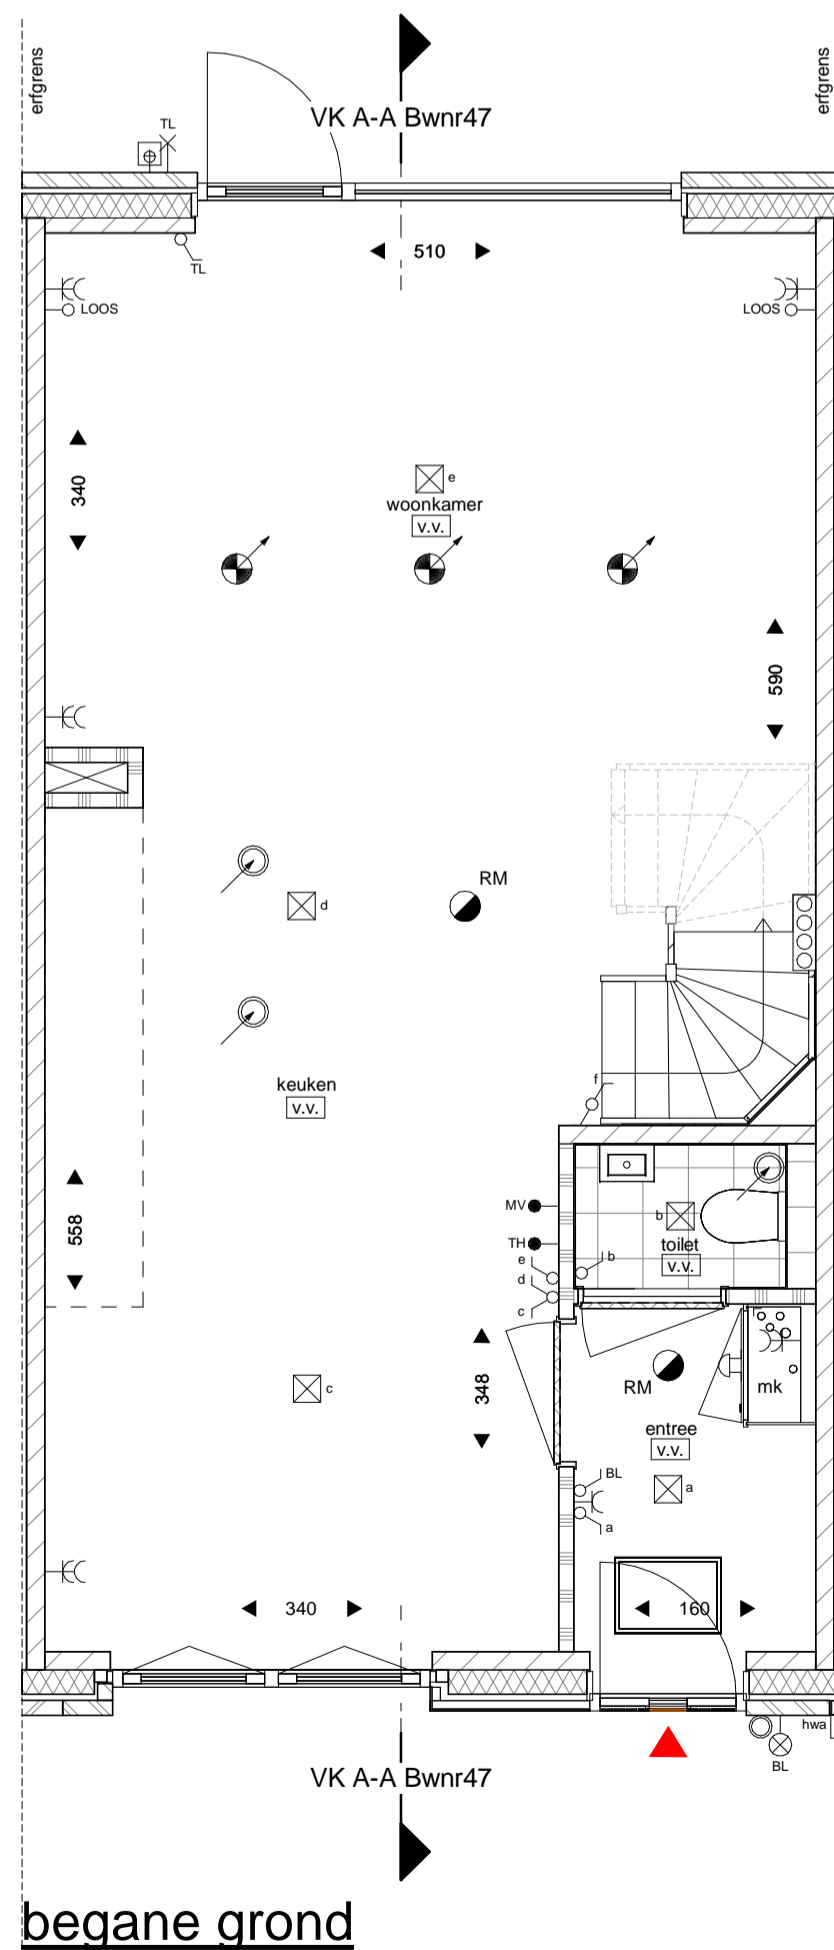 erfgrens
erfgrens
VK A-A Bwnr47
TL
TL
510
LOOS
LOOS
340
e
woonkamer
v.v.
590
RM
d
keuken
v.v.
f
558
MV
TH
e
d
c
b
b
toilet
v.v.
348
c
RM
mk
entree
v.v.
BL
a
a
340
160
hwa
BL
VK A-A Bwnr47
begane grond